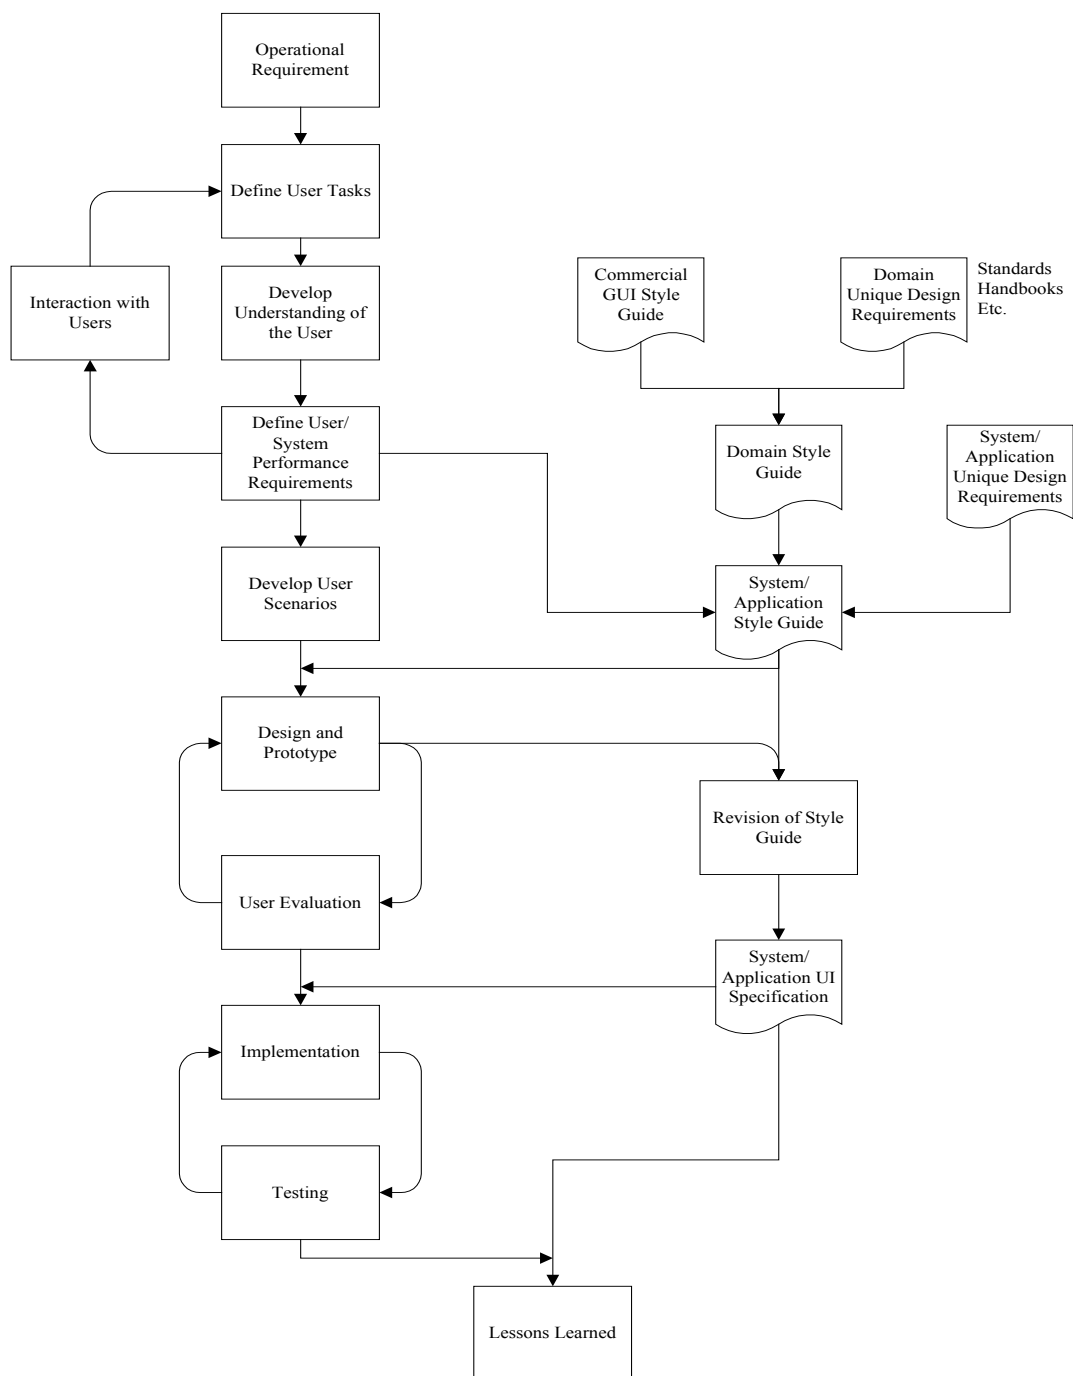 Operational
Requirement
Define User Tasks
Interaction with
Users
Develop
Understanding of
the User
Commercial
GUI Style
Guide
Domain
Unique Design
Requirements
Standards
Handbooks
Etc.
Define User/
System
Performance
Requirements
Domain Style
Guide
System/
Application
Unique Design
Requirements
Develop User
Scenarios
System/
Application
Style Guide
Design and
Prototype
Revision of Style
Guide
User Evaluation
System/
Application UI
Specification
Implementation
Testing
Lessons Learned